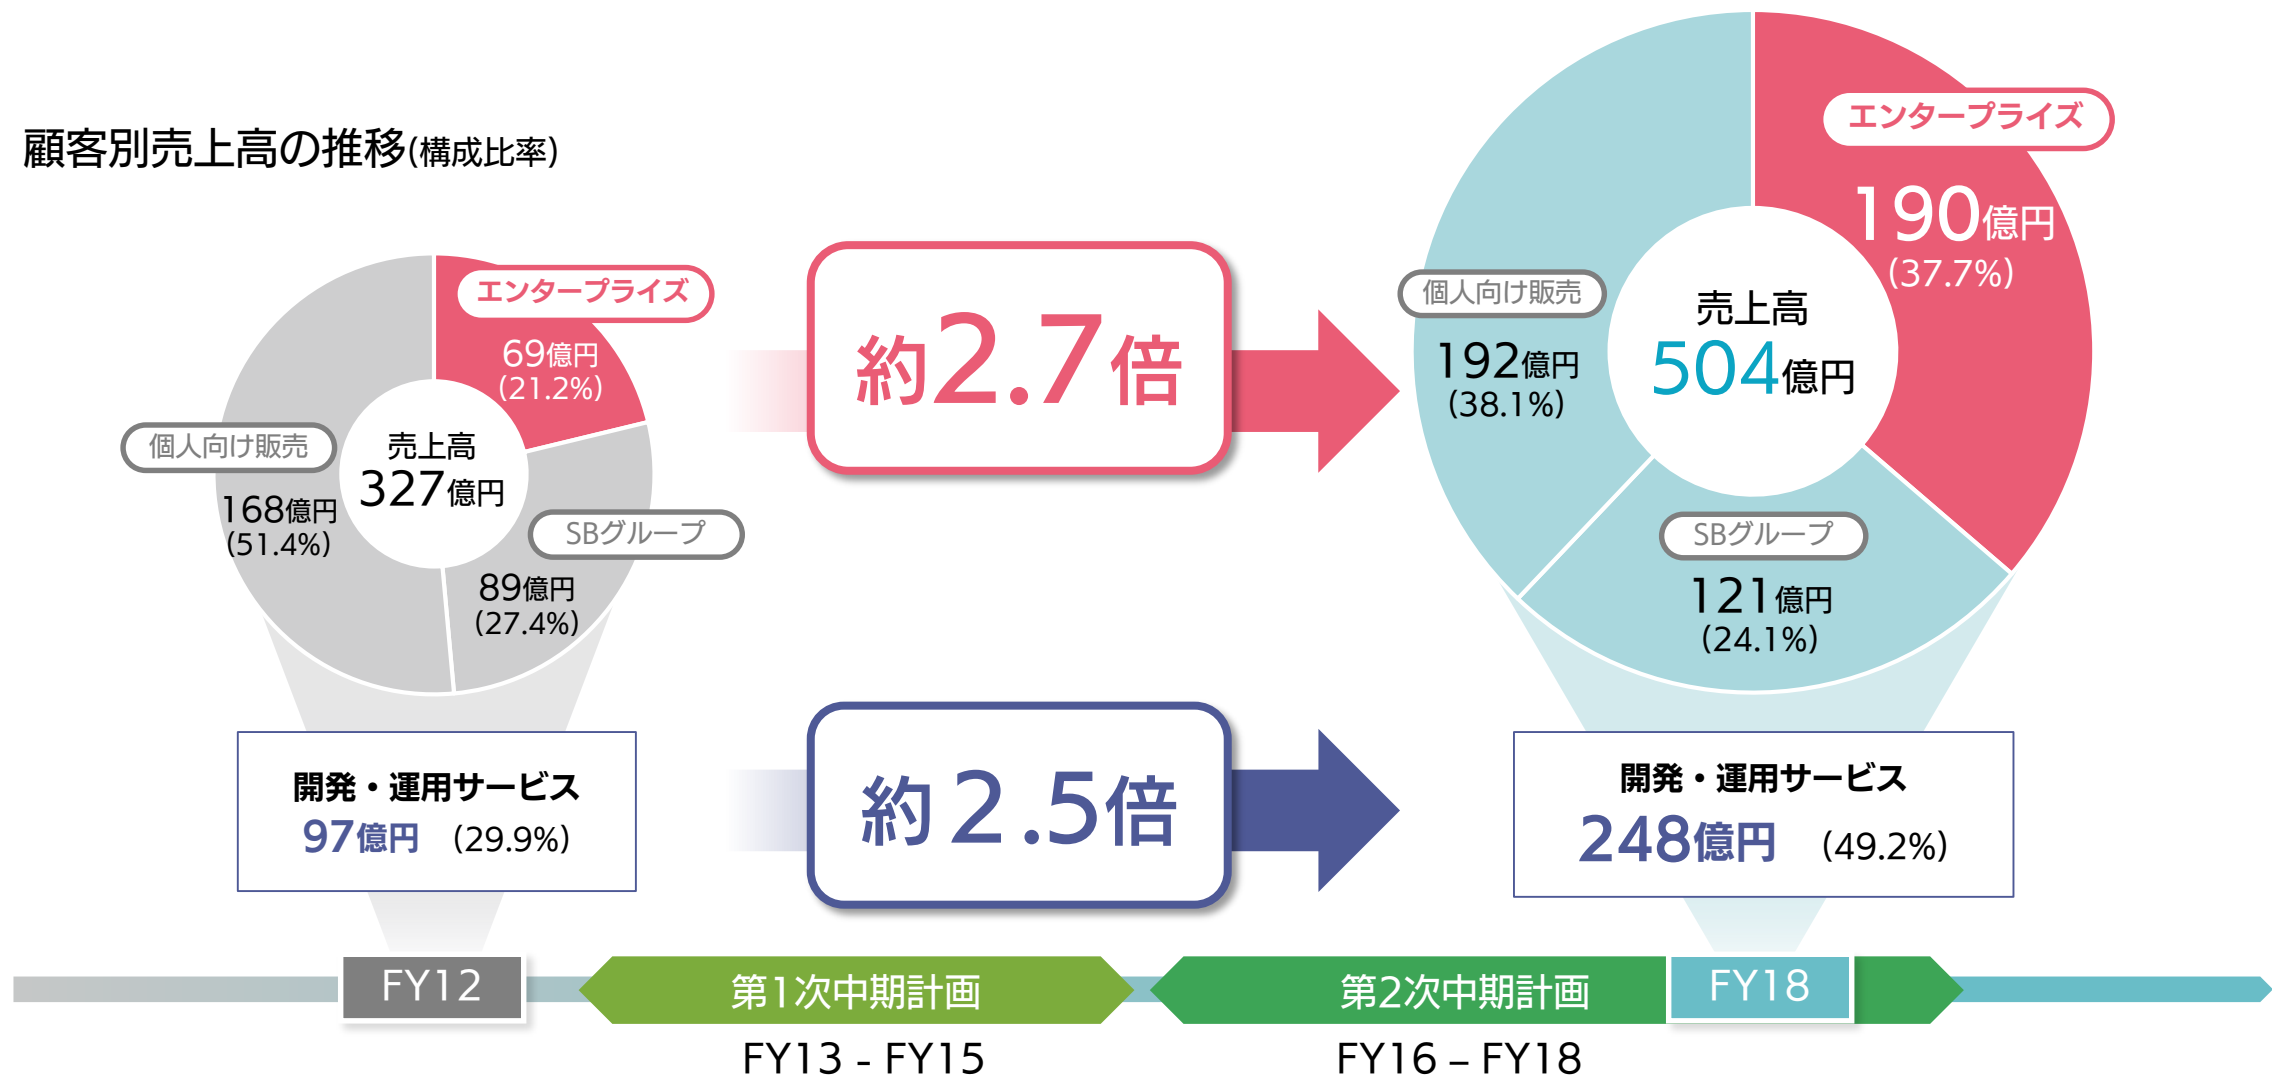 顧客別売上高の推移(構成比率)
エンタープライズ
69億円
(21.2%)
個人向け販売
168億円
(51.4%)
売上高
327億円
SBグループ
89億円
(27.4%)
約2.7倍
エンタープライズ
190億円
(37.7%)
個人向け販売
192億円
(38.1%)
売上高
504億円
SBグループ
121億円
(24.1%)
開発・運用サービス
97億円 (29.9%)
約2.5倍
開発・運用サービス
248億円 (49.2%)
FY12
第1次中期計画
第2次中期計画
FY18
FY13 - FY15
FY16 – FY18